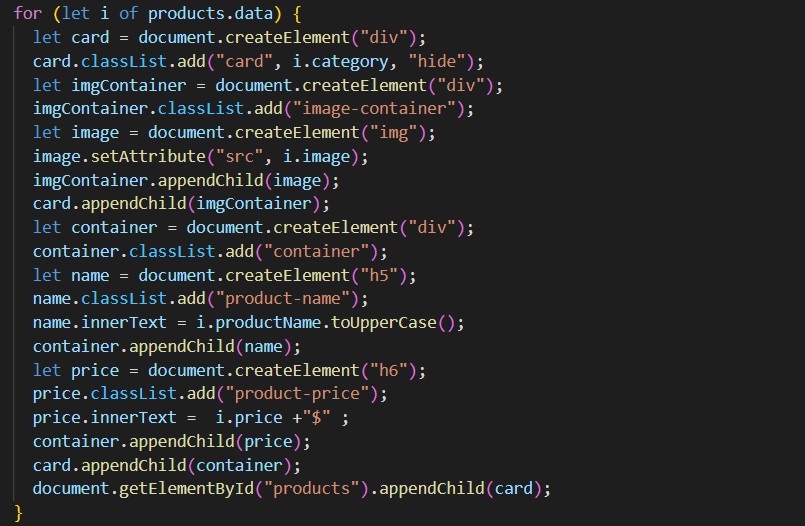 for (let i of products.data) {
  let card = document.createElement("div");
  card.classList.add("card", i.category, "hide");
  let imgContainer = document.createElement("div");
  imgContainer.classList.add("image-container");
  let image = document.createElement("img");
  image.setAttribute("src", i.image);
  imgContainer.appendChild(image);
  card.appendChild(imgContainer);
  let container = document.createElement("div");
  container.classList.add("container");
  let name = document.createElement("h5");
  name.classList.add("product-name");
  name.innerText = i.productName.toUpperCase();
  container.appendChild(name);
  let price = document.createElement("h6");
  price.classList.add("product-price");
  price.innerText =  i.price +"$" ;
  container.appendChild(price);
  card.appendChild(container);
  document.getElementById("products").appendChild(card);
}